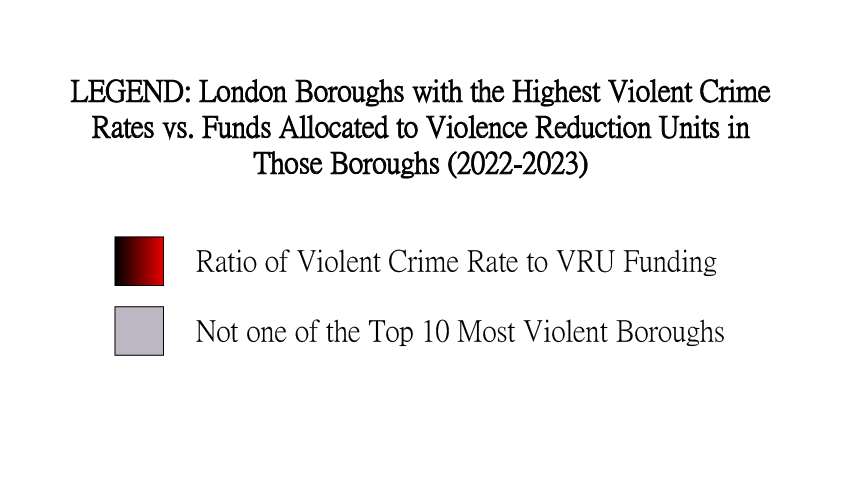 LEGEND: London Boroughs with the Highest Violent Crime
Rates vs. Funds Allocated to Violence Reduction Units in
Those Boroughs (2022-2023)
Ratio of Violent Crime Rate to VRU Funding
Not one of the Top 10 Most Violent Boroughs